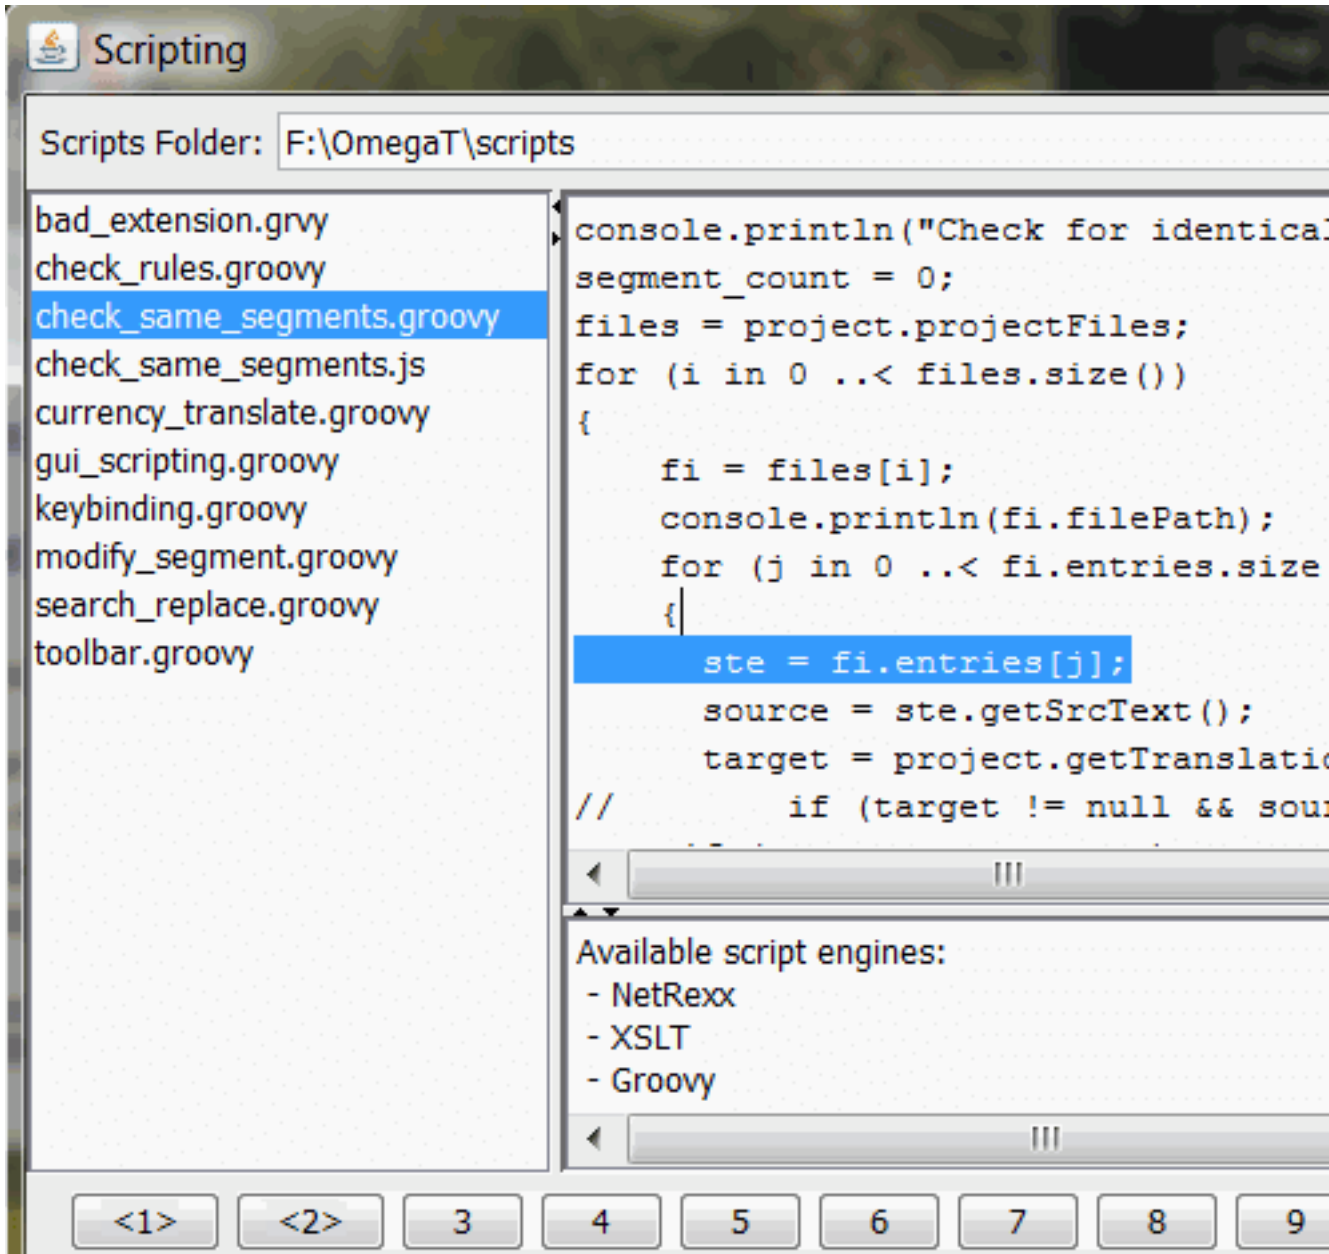 Scripting
Scripts Folder: F:\OmegaT\scripts
bad_extension.grvy
check_rules.groovy
check_same_segments.groovy
check_same_segments.js
currency_translate.groovy
gui_scripting.groovy
keybinding.groovy
modify_segment.groovy
search_replace.groovy
toolbar.groovy
console.println("Check for identical
segment_count = 0;
files = project.projectFiles;
for (i in 0 ..< files.size())
{
fi = files[i];
console.println(fi.filePath);
for (j in 0 ..< fi.entries.size
{
ste = fi.entries[j];
source = ste.getSrcText();
target = project.getTranslatio
// if (target != null && sour
Available script engines:
- NetRexx
- XSLT
- Groovy
<1> <2> 3 4 5 6 7 8 9